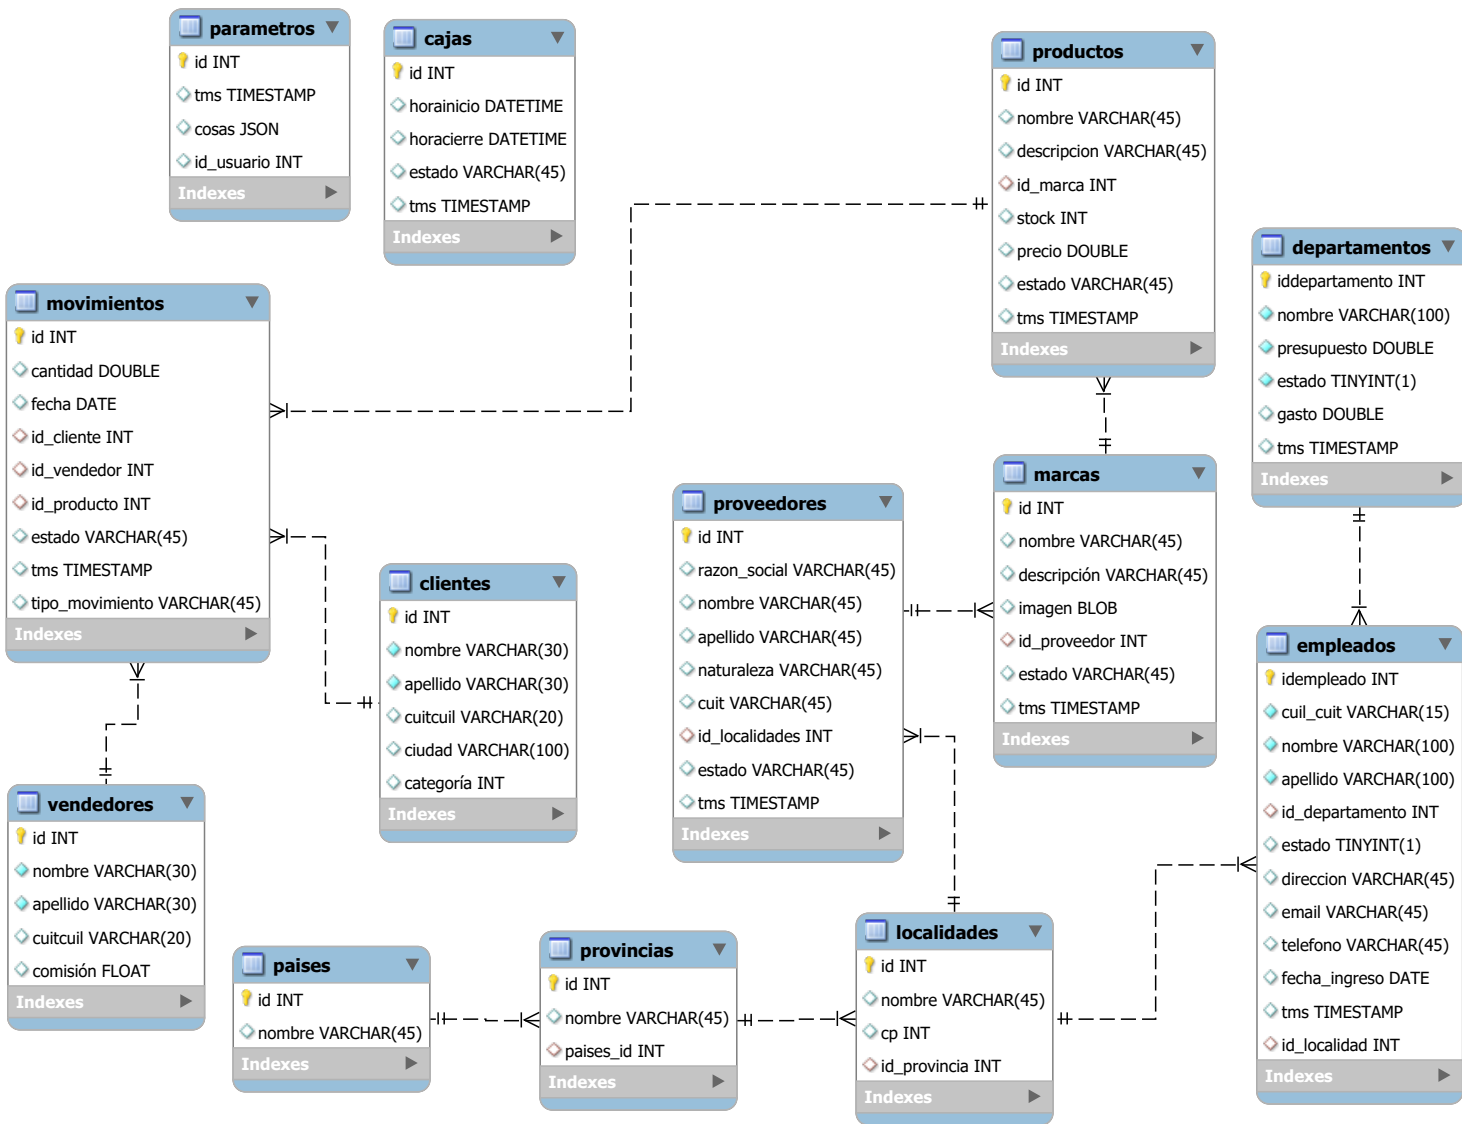 parametros
id INT
tms TIMESTAMP
cosas JSON
id_usuario INT
Indexes
cajas
id INT
horainicio DATETIME
horacierre DATETIME
estado VARCHAR(45)
tms TIMESTAMP
Indexes
productos
id INT
nombre VARCHAR(45)
descripcion VARCHAR(45)
id_marca INT
stock INT
precio DOUBLE
estado VARCHAR(45)
tms TIMESTAMP
Indexes
departamentos
iddepartamento INT
nombre VARCHAR(100)
presupuesto DOUBLE
estado TINYINT(1)
gasto DOUBLE
tms TIMESTAMP
Indexes
movimientos
id INT
cantidad DOUBLE
fecha DATE
id_cliente INT
id_vendedor INT
id_producto INT
estado VARCHAR(45)
tms TIMESTAMP
tipo_movimiento VARCHAR(45)
Indexes
marcas
id INT
nombre VARCHAR(45)
descripción VARCHAR(45)
imagen BLOB
id_proveedor INT
estado VARCHAR(45)
tms TIMESTAMP
Indexes
proveedores
id INT
razon_social VARCHAR(45)
nombre VARCHAR(45)
apellido VARCHAR(45)
naturaleza VARCHAR(45)
cuit VARCHAR(45)
id_localidades INT
estado VARCHAR(45)
tms TIMESTAMP
Indexes
clientes
id INT
nombre VARCHAR(30)
apellido VARCHAR(30)
cuitcuil VARCHAR(20)
ciudad VARCHAR(100)
categoría INT
Indexes
empleados
idempleado INT
cuil_cuit VARCHAR(15)
nombre VARCHAR(100)
apellido VARCHAR(100)
id_departamento INT
estado TINYINT(1)
direccion VARCHAR(45)
email VARCHAR(45)
telefono VARCHAR(45)
fecha_ingreso DATE
tms TIMESTAMP
id_localidad INT
Indexes
vendedores
id INT
nombre VARCHAR(30)
apellido VARCHAR(30)
cuitcuil VARCHAR(20)
comisión FLOAT
Indexes
paises
id INT
nombre VARCHAR(45)
Indexes
provincias
id INT
nombre VARCHAR(45)
paises_id INT
Indexes
localidades
id INT
nombre VARCHAR(45)
cp INT
id_provincia INT
Indexes